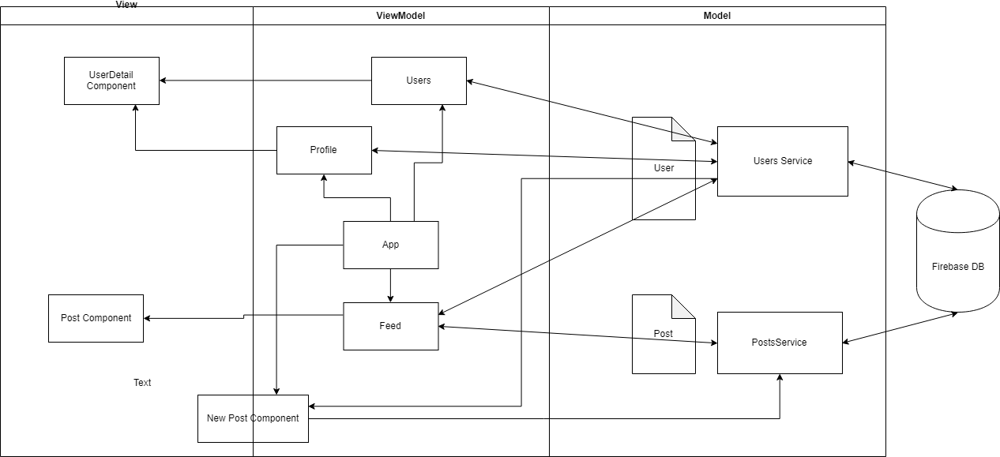 View
ViewModel
Model
UserDetail
Component
Users
Profile
User
Users Service
App
Firebase DB
Post Component
Feed
Post
PostsService
Text
New Post Component